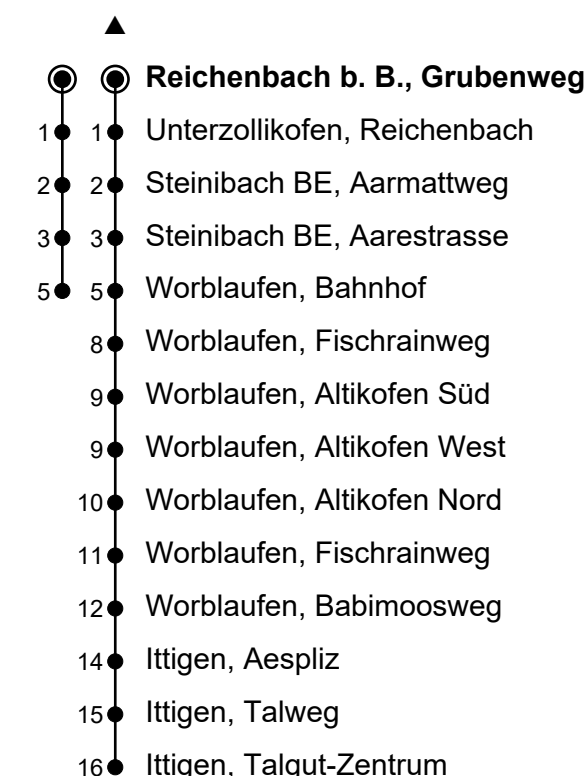 ▲
Reichenbach b. B., Grubenweg
1 1 Unterzollikofen, Reichenbach
2 2 Steinibach BE, Aarmattweg
3 3 Steinibach BE, Aarestrasse
5 5 Worblaufen, Bahnhof
8 Worblaufen, Fischrainweg
9 Worblaufen, Altikofen Süd
9 Worblaufen, Altikofen West
10 Worblaufen, Altikofen Nord
11 Worblaufen, Fischrainweg
12 Worblaufen, Babimoosweg
14 Ittigen, Aespliz
15 Ittigen, Talweg
16 Ittigen, Talgut-Zentrum